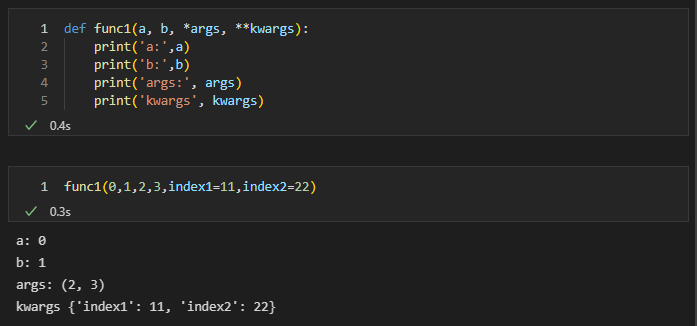 1 def func1(a, b, *args, **kwargs):
2 print('a:',a)
3 print('b:',b)
4 print('args:', args)
5 print('kwargs', kwargs)
0.4s
1 func1(0,1,2,3,index1=11,index2=22)
0.3s
a: 0
b: 1
args: (2, 3)
kwargs {'index1': 11, 'index2': 22}